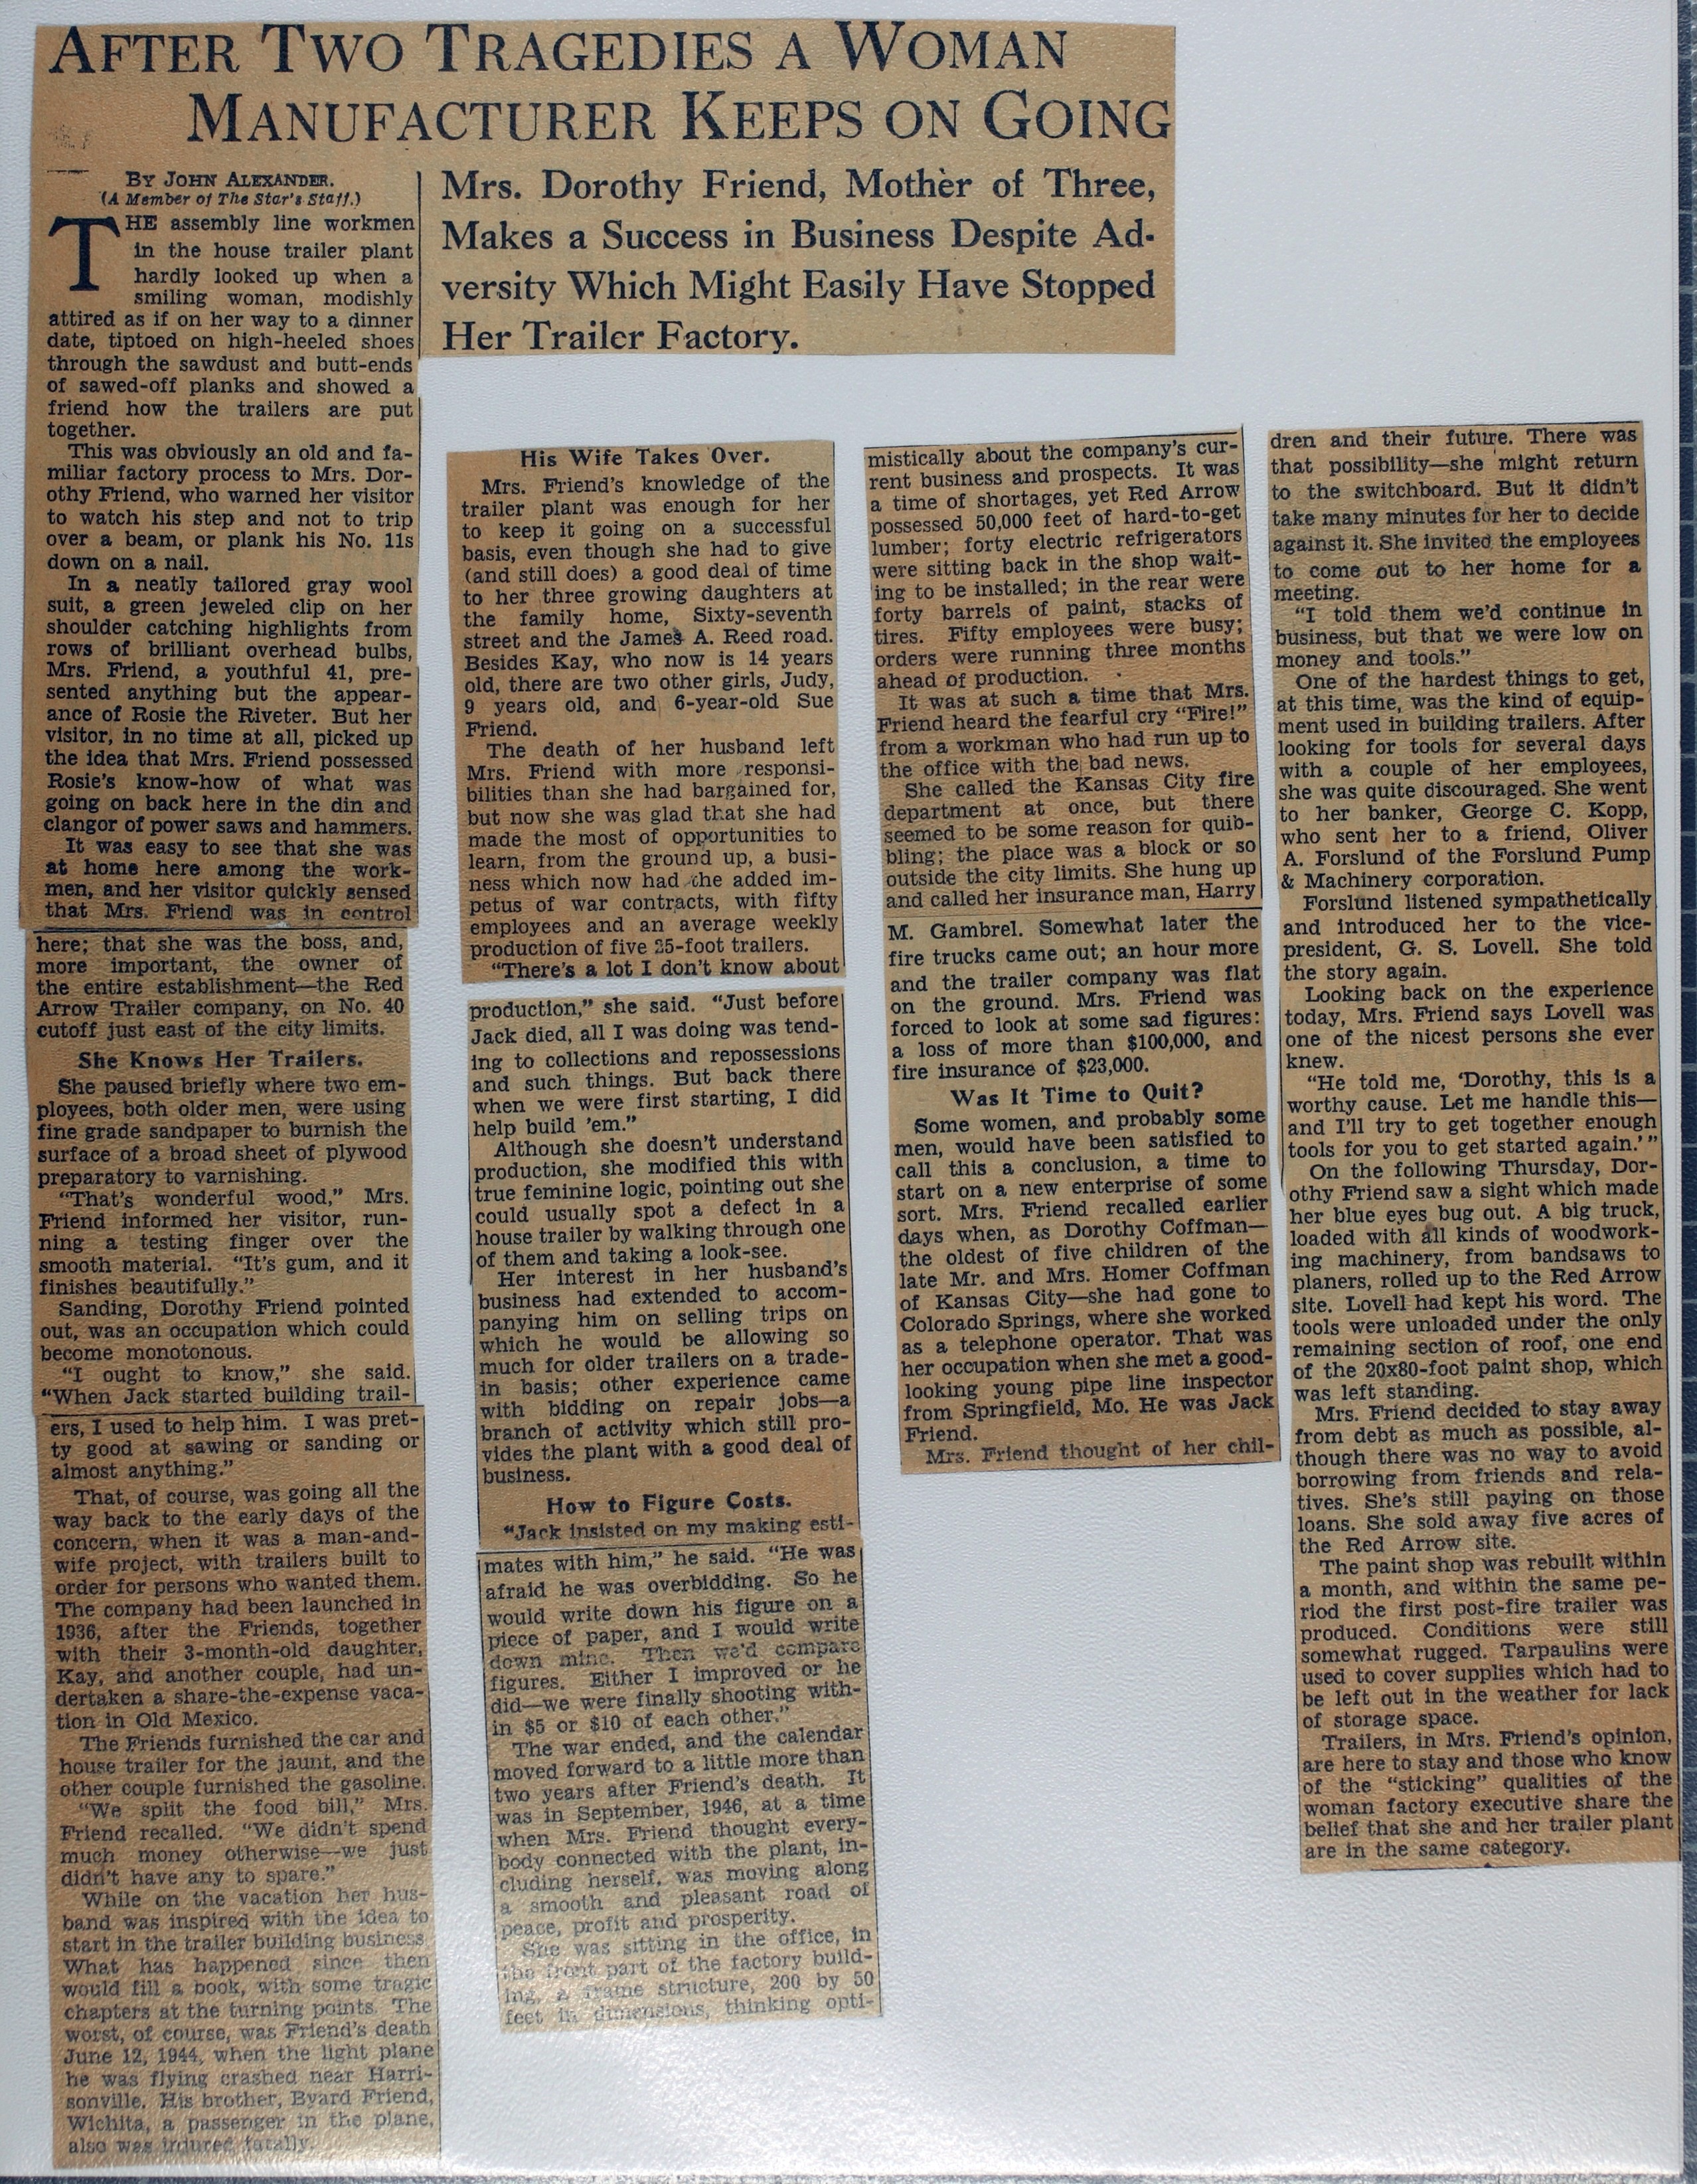 AFTER TWO TRAGEDIES A WOMAN
MANUFACTURER KEEPS ON GOING
BY JOHN ALEXANDER.
(A Member of The Star's Staff.)
Mrs. Dorothy Friend, Mother of Three,
Makes a Success in Business Despite Ad-
versity Which Might Easily Have Stopped
Her Trailer Factory.
THE assembly line workmen
in the house trailer plant
hardly looked up when a
smiling woman, modishly
attired as if on her way to a dinner
date, tiptoed on high-heeled shoes
through the sawdust and butt-ends
of sawed-off planks and showed a
friend how the trailers are put
together.
This was obviously an old and fa-
miliar factory process to Mrs. Dor-
othy Friend, who warned her visitor
to watch his step and not to trip
over a beam, or plank his No. 11s
down on a nail.
In a neatly tailored gray wool
suit, a green jeweled clip on her
shoulder catching highlights from
rows of brilliant overhead bulbs,
Mrs. Friend, a youthful 41, pre-
sented anything but the appear-
ance of Rosie the Riveter. But her
visitor, in no time at all, picked up
the idea that Mrs. Friend possessed
Rosie's know-how of what was
going on back here in the din and
clangor of power saws and hammers.
It was easy to see that she was
at home here among the work-
men, and her visitor quickly sensed
that Mrs. Friend was in control
here; that she was the boss, and,
more important, the owner of
the entire establishment—the Red
Arrow Trailer company, on No. 40
cutoff just east of the city limits.
She Knows Her Trailers.
She paused briefly where two em-
ployees, both older men, were using
fine grade sandpaper to burnish the
surface of a broad sheet of plywood
preparatory to varnishing.
"That's wonderful wood," Mrs.
Friend informed her visitor, run-
ning a testing finger over the
smooth material. "It's gum, and it
finishes beautifully."
Sanding, Dorothy Friend pointed
out, was an occupation which could
become monotonous.
"I ought to know," she said.
"When Jack started building trail-
ers, I used to help him. I was pret-
ty good at sawing or sanding or
almost anything."
That, of course, was going all the
way back to the early days of the
concern, when it was a man-and-
wife project, with trailers built to
order for persons who wanted them.
The company had been launched in
1936, after the Friends, together
with their 3-month-old daughter,
Kay, and another couple, had un-
dertaken a share-the-expense vaca-
tion in Old Mexico.
The Friends furnished the car and
house trailer for the jaunt, and the
other couple furnished the gasoline.
"We split the food bill," Mrs.
Friend recalled. "We didn't spend
much money otherwise—we just
didn't have any to spare."
While on the vacation her hus-
band was inspired with the idea to
start in the trailer building business.
What has happened since then
would fill a book, with some tragic
chapters at the turning points. The
worst, of course, was Friend's death
June 12, 1944, when the light plane
he was flying crashed near Harri-
sonville. His brother, Byard Friend,
Wichita, a passenger in the plane,
also was injured fatally.
His Wife Takes Over.
Mrs. Friend's knowledge of the
trailer plant was enough for her
to keep it going on a successful
basis, even though she had to give
(and still does) a good deal of time
to her three growing daughters at
the family home, Sixty-seventh
street and the James A. Reed road.
Besides Kay, who now is 14 years
old, there are two other girls, Judy,
9 years old, and 6-year-old Sue
Friend.
The death of her husband left
Mrs. Friend with more responsi-
bilities than she had bargained for,
but now she was glad that she had
made the most of opportunities to
learn, from the ground up, a busi-
ness which now had the added im-
petus of war contracts, with fifty
employees and an average weekly
production of five 25-foot trailers.
"There's a lot I don't know about
production," she said. "Just before
Jack died, all I was doing was tend-
ing to collections and repossessions
and such things. But back there
when we were first starting, I did
help build 'em."
Although she doesn't understand
production, she modified this with
true feminine logic, pointing out she
could usually spot a defect in a
house trailer by walking through one
of them and taking a look-see.
Her interest in her husband's
business had extended to accom-
panying him on selling trips on
which he would be allowing so
much for older trailers on a trade-
in basis; other experience came
with bidding on repair jobs—a
branch of activity which still pro-
vides the plant with a good deal of
business.
How to Figure Costs.
"Jack insisted on my making esti-
mates with him," he said. "He was
afraid he was overbidding. So he
would write down his figure on a
piece of paper, and I would write
down mine. Then we'd compare
figures. Either I improved or he
did—we were finally shooting with-
in $5 or $10 of each other."
The war ended, and the calendar
moved forward to a little more than
two years after Friend's death. It
was in September, 1946, at a time
when Mrs. Friend thought every-
body connected with the plant, in-
cluding herself, was moving along
a smooth and pleasant road of
peace, profit and prosperity.
She was sitting in the office, in
the front part of the factory build-
ing, a frame structure, 200 by 50
feet in dimensions, thinking opti-
mistically about the company's cur-
rent business and prospects. It was
a time of shortages, yet Red Arrow
possessed 50,000 feet of hard-to-get
lumber; forty electric refrigerators
were sitting back in the shop wait-
ing to be installed; in the rear were
forty barrels of paint, stacks of
tires. Fifty employees were busy;
orders were running three months
ahead of production.
It was at such a time that Mrs.
Friend heard the fearful cry "Fire!"
from a workman who had run up to
the office with the bad news.
She called the Kansas City fire
department at once, but there
seemed to be some reason for quib-
bling; the place was a block or so
outside the city limits. She hung up
and called her insurance man, Harry
M. Gambrel. Somewhat later the
fire trucks came out; an hour more
and the trailer company was flat
on the ground. Mrs. Friend was
forced to look at some sad figures:
a loss of more than $100,000, and
fire insurance of $23,000.
Was It Time to Quit?
Some women, and probably some
men, would have been satisfied to
call this a conclusion, a time to
start on a new enterprise of some
sort. Mrs. Friend recalled earlier
days when, as Dorothy Coffman—
the oldest of five children of the
late Mr. and Mrs. Homer Coffman
of Kansas City—she had gone to
Colorado Springs, where she worked
as a telephone operator. That was
her occupation when she met a good-
looking young pipe line inspector
from Springfield, Mo. He was Jack
Friend.
Mrs. Friend thought of her chil-
dren and their future. There was
that possibility—she might return
to the switchboard. But it didn't
take many minutes for her to decide
against it. She invited the employees
to come out to her home for a
meeting.
"I told them we'd continue in
business, but that we were low on
money and tools."
One of the hardest things to get,
at this time, was the kind of equip-
ment used in building trailers. After
looking for tools for several days
with a couple of her employees,
she was quite discouraged. She went
to her banker, George C. Kopp,
who sent her to a friend, Oliver
A. Forslund of the Forslund Pump
& Machinery corporation.
Forslund listened sympathetically
and introduced her to the vice-
president, G. S. Lovell. She told
the story again.
Looking back on the experience
today, Mrs. Friend says Lovell was
one of the nicest persons she ever
knew.
"He told me, 'Dorothy, this is a
worthy cause. Let me handle this—
and I'll try to get together enough
tools for you to get started again.'"
On the following Thursday, Dor-
othy Friend saw a sight which made
her blue eyes bug out. A big truck,
loaded with all kinds of woodwork-
ing machinery, from bandsaws to
planers, rolled up to the Red Arrow
site. Lovell had kept his word. The
tools were unloaded under the only
remaining section of roof, one end
of the 20x80-foot paint shop, which
was left standing.
Mrs. Friend decided to stay away
from debt as much as possible, al-
though there was no way to avoid
borrowing from friends and rela-
tives. She's still paying on those
loans. She sold away five acres of
the Red Arrow site.
The paint shop was rebuilt within
a month, and within the same pe-
riod the first post-fire trailer was
produced. Conditions were still
somewhat rugged. Tarpaulins were
used to cover supplies which had to
be left out in the weather for lack
of storage space.
Trailers, in Mrs. Friend's opinion,
are here to stay and those who know
of the "sticking" qualities of the
woman factory executive share the
belief that she and her trailer plant
are in the same category.